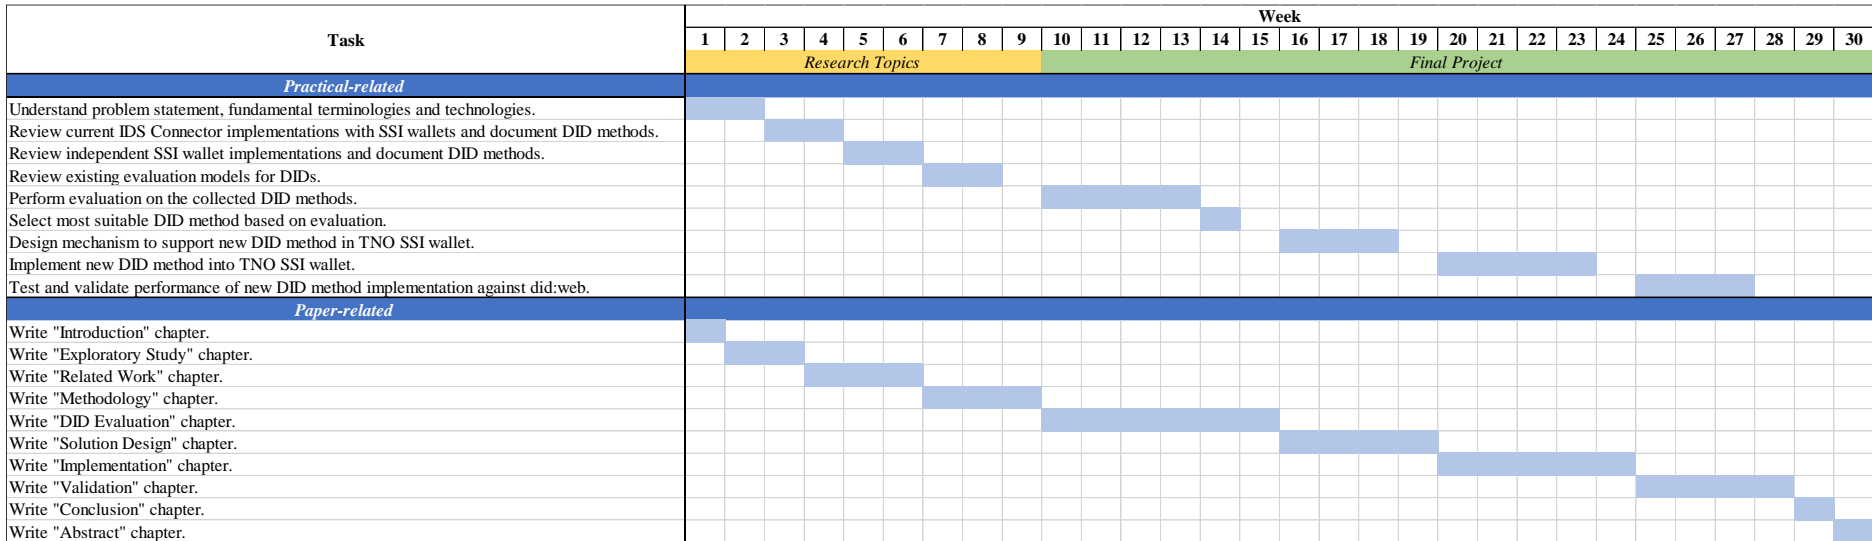 Week
Task
1 2 3 4 5 6 7 8 9 10 11 12 13 14 15 16 17 18 19 20 21 22 23 24 25 26 27 28 29 30
Research Topics Final Project
Practical-related
Understand problem statement, fundamental terminologies and technologies.
Review current IDS Connector implementations with SSI wallets and document DID methods.
Review independent SSI wallet implementations and document DID methods.
Review existing evaluation models for DIDs.
Perform evaluation on the collected DID methods.
Select most suitable DID method based on evaluation.
Design mechanism to support new DID method in TNO SSI wallet.
Implement new DID method into TNO SSI wallet.
Test and validate performance of new DID method implementation against did:web.
Paper-related
Write "Introduction" chapter.
Write "Exploratory Study" chapter.
Write "Related Work" chapter.
Write "Methodology" chapter.
Write "DID Evaluation" chapter.
Write "Solution Design" chapter.
Write "Implementation" chapter.
Write "Validation" chapter.
Write "Conclusion" chapter.
Write "Abstract" chapter.